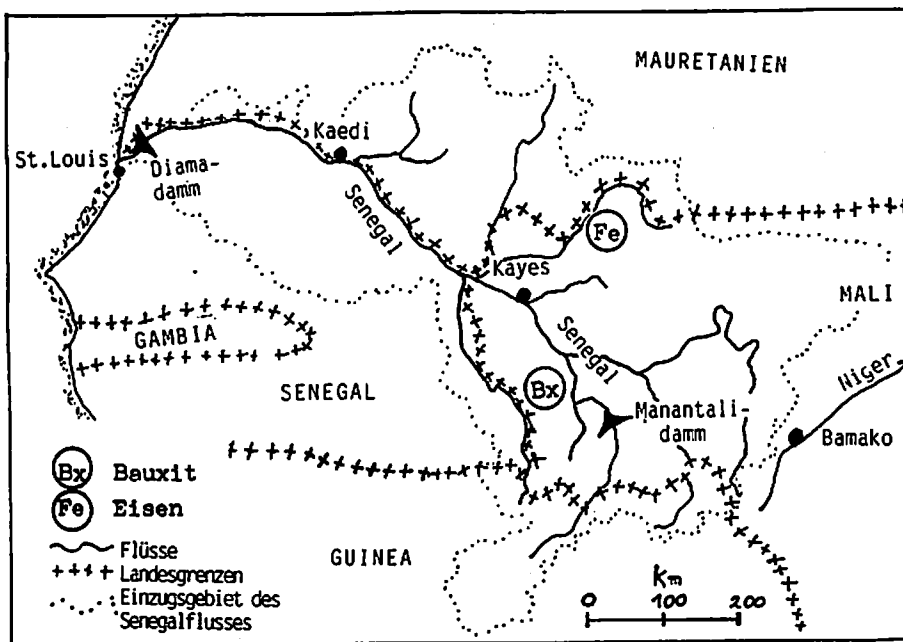 MAURETANIEN
Kaedi
St.Louis
Diama-
damm
Senegal
Fe
Kayes
MALI
GAMBIA
Senegal
Niger
SENEGAL
Bx
Manantali-
damm
Bamako
Bx Bauxit
Fe Eisen
Flüsse
GUINEA
Landesgrenzen
Einzugsgebiet des
Senegalflusses
Km
0 100 200